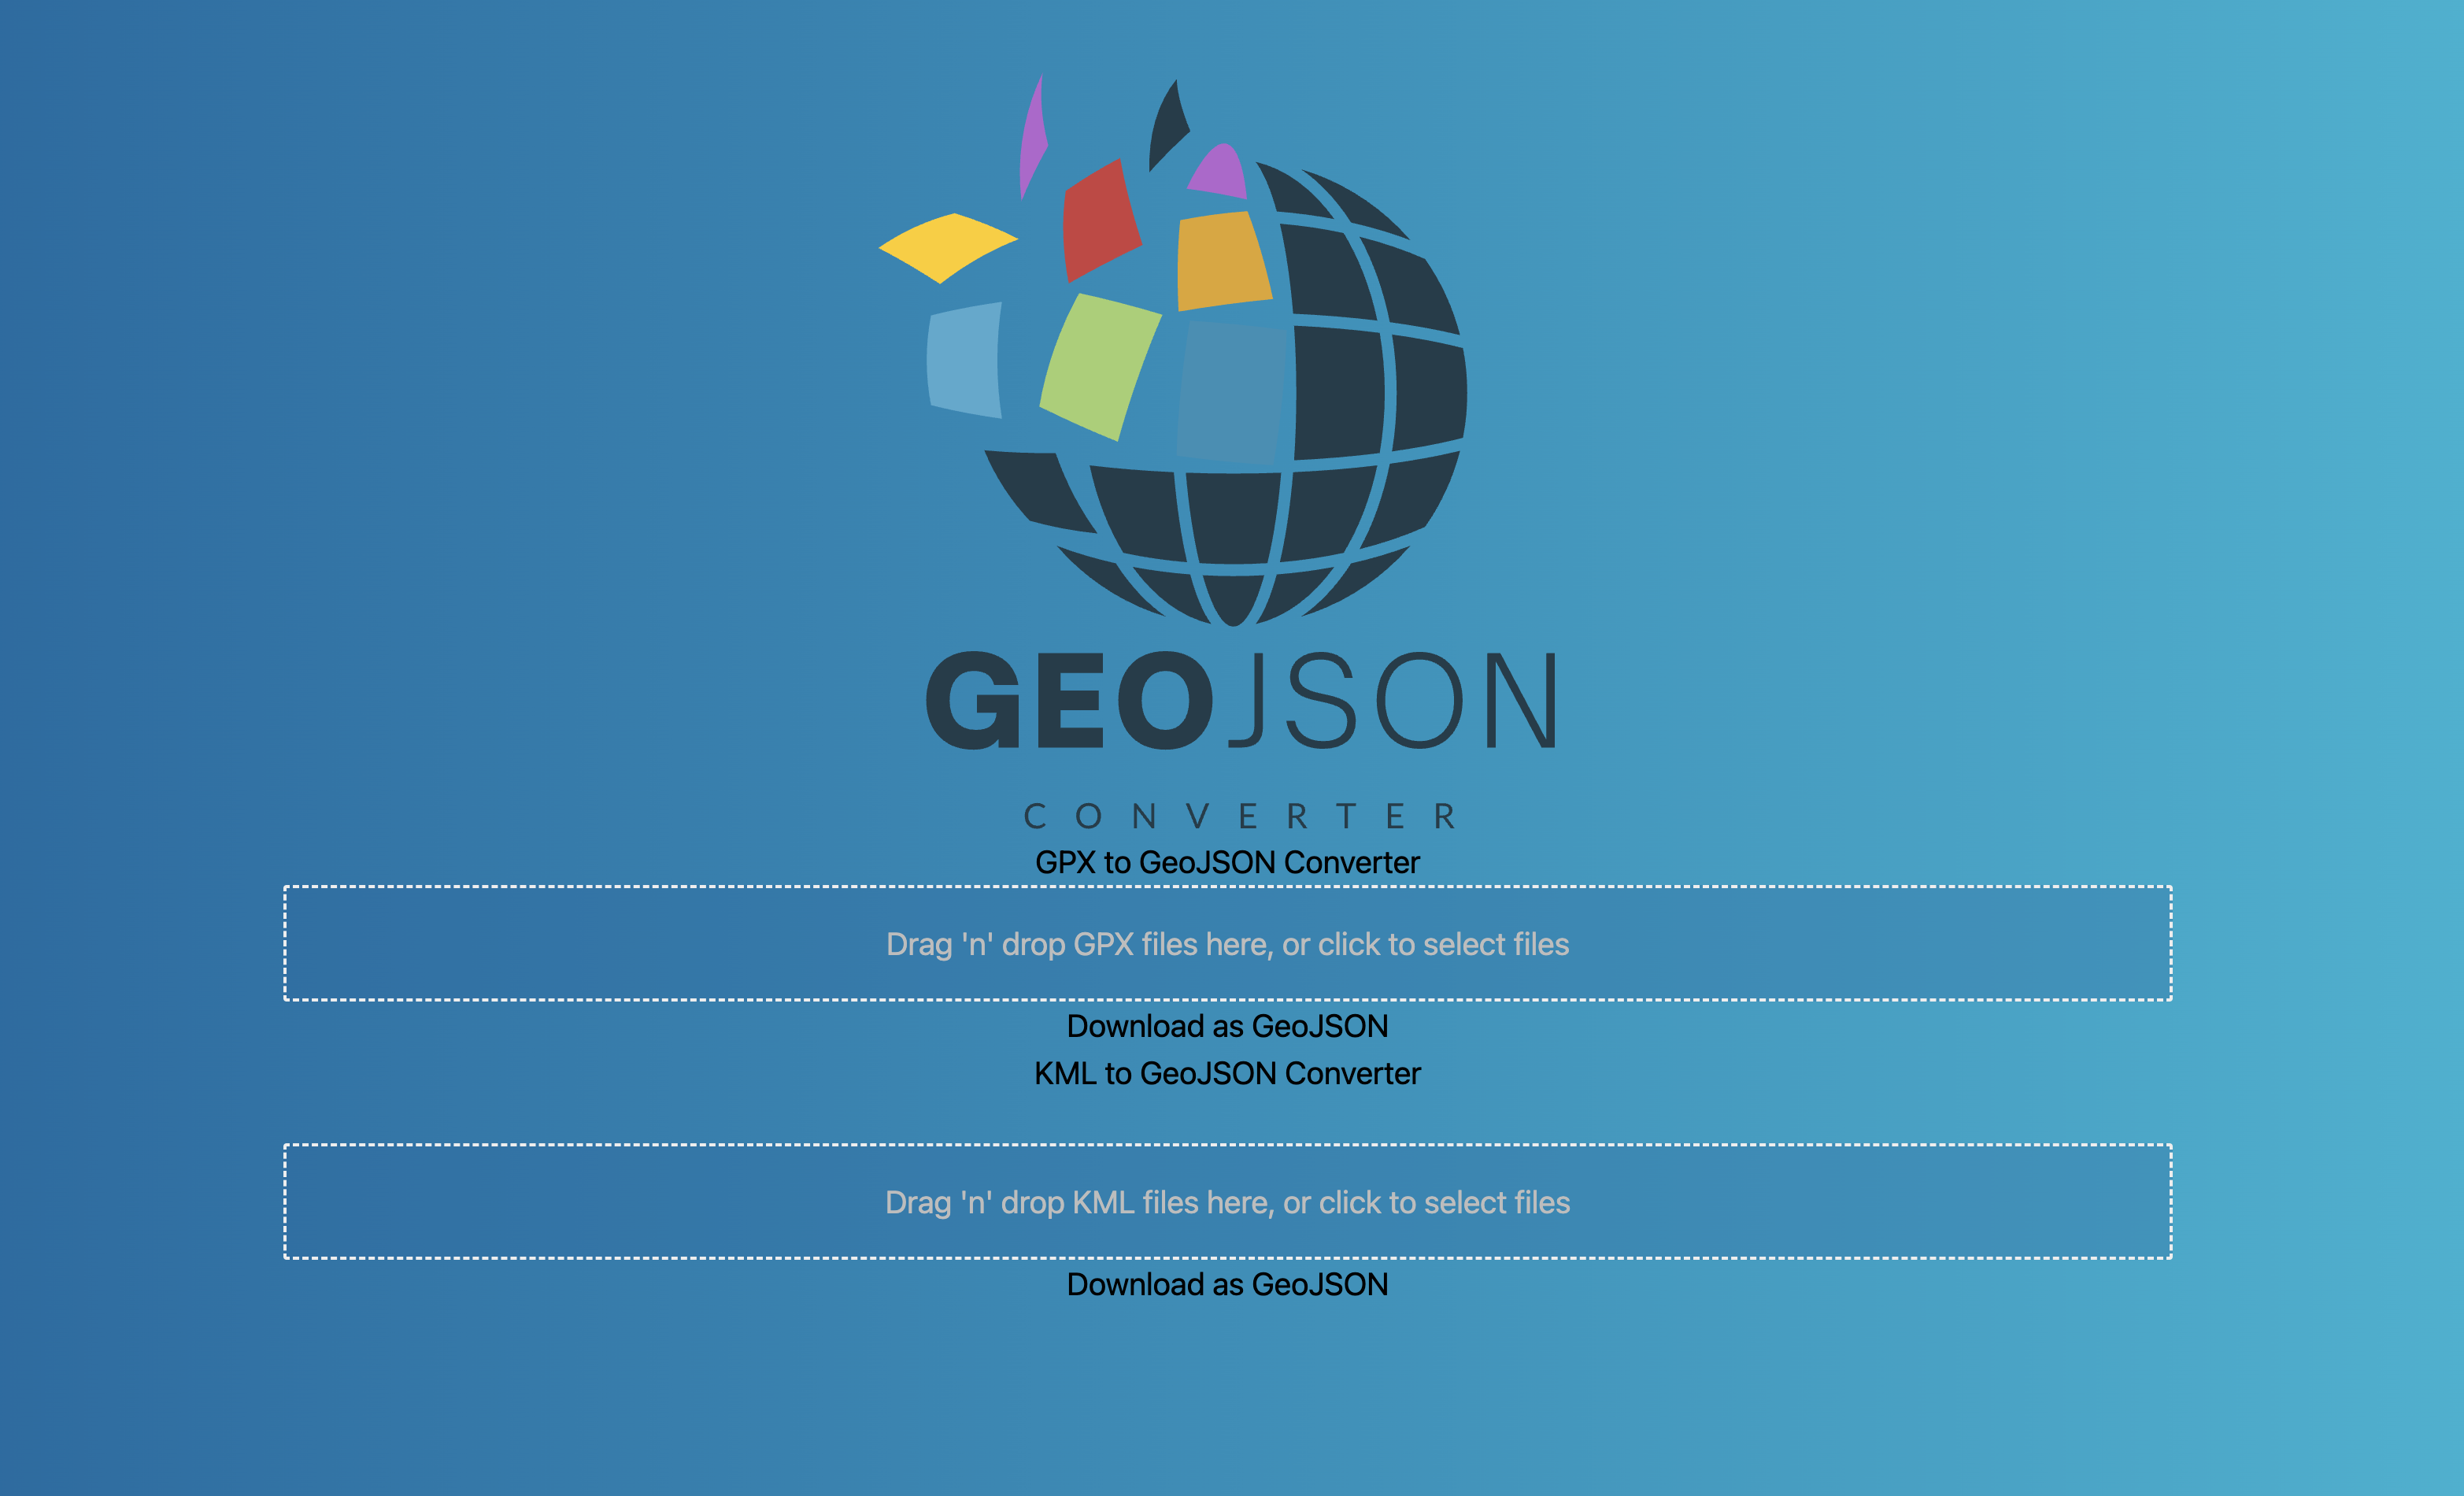 GEOJSON
CONVERTER
GPX to GeoJSON Converter
Drag 'n' drop GPX files here, or click to select files
Download as GeoJSON
KML to GeoJSON Converter
Drag 'n' drop KML files here, or click to select files
Download as GeoJSON